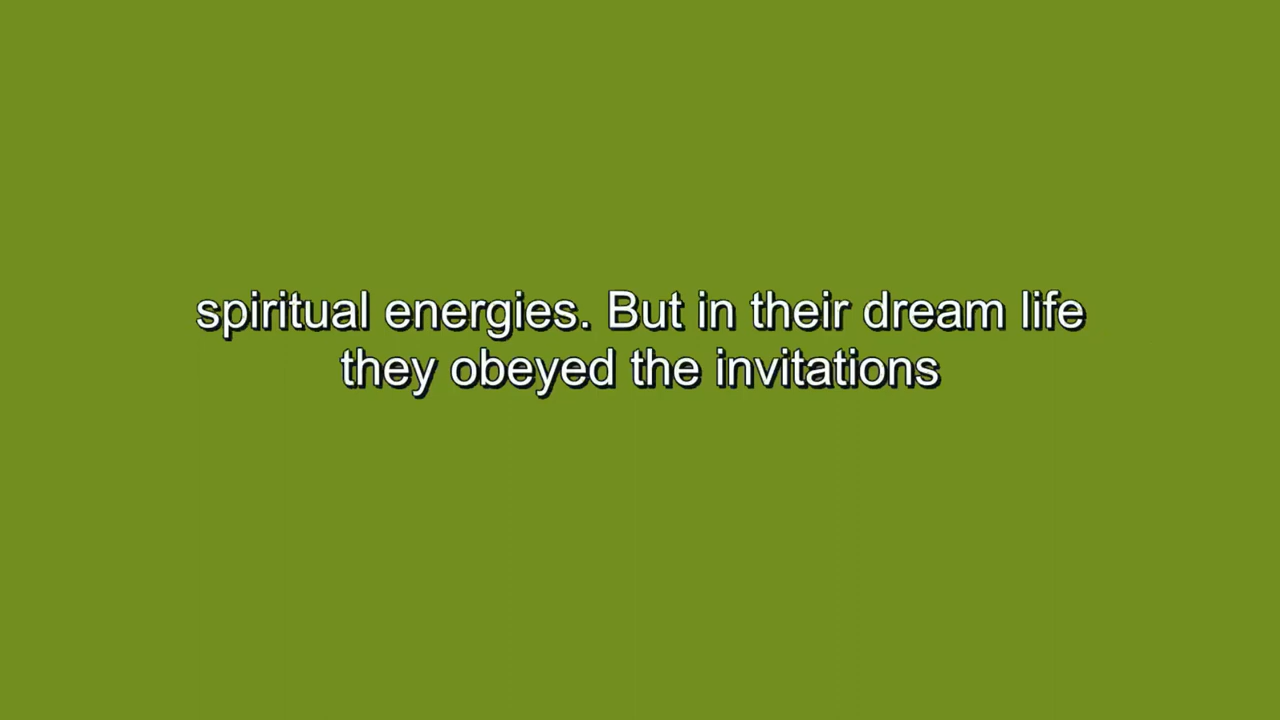 spiritual energies. But in their dream life
they obeyed the invitations